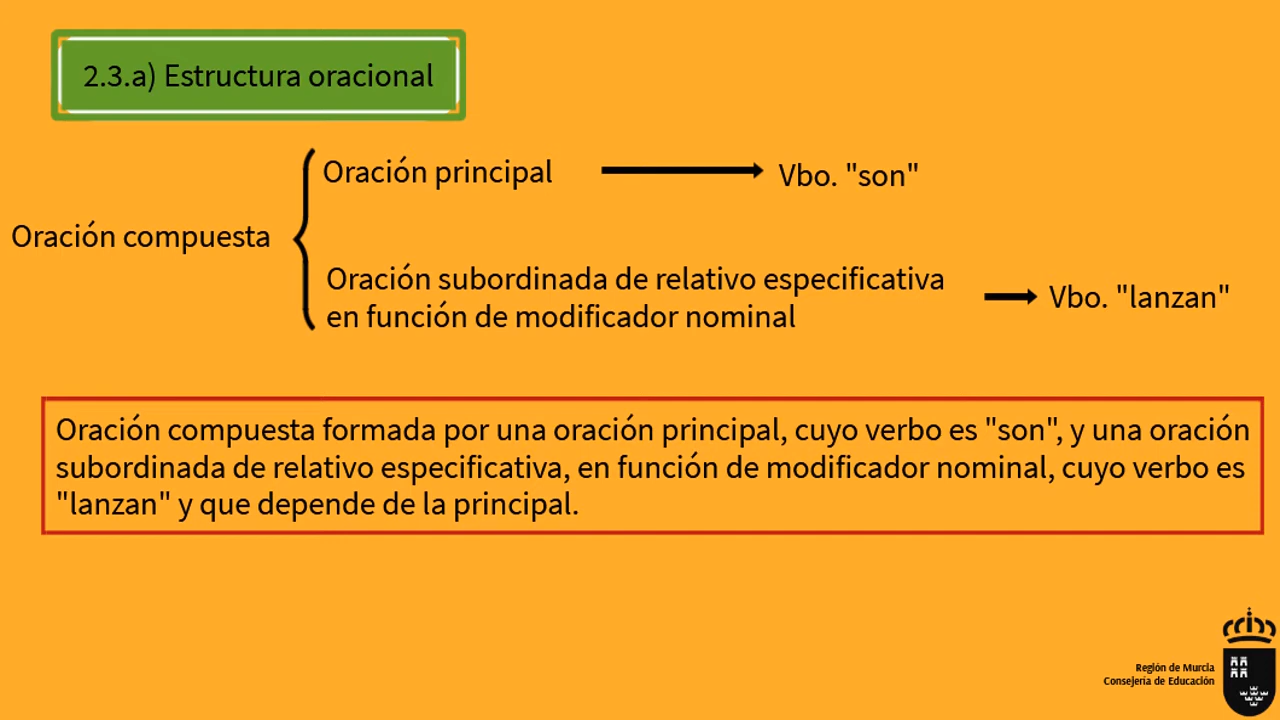 2.3.a) Estructura oracional
Oración principal
Vbo. "son"
Oración compuesta
Oración subordinada de relativo especificativa
en función de modificador nominal
Vbo. "lanzan"
Oración compuesta formada por una oración principal, cuyo verbo es "son", y una oración
subordinada de relativo especificativa, en función de modificador nominal, cuyo verbo es
"lanzan" y que depende de la principal.
Región de Murcia
Consejería de Educación